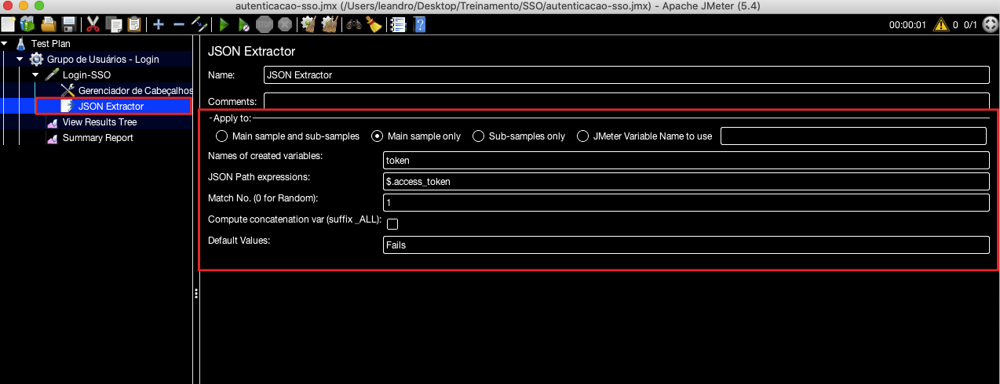 autenticacao-sso.jmx (/Users/leandro/Desktop/Treinamento/SSO/autenticacao-sso.jmx) - Apache JMeter (5.4)
STOP
00:00:01 0 0/1
Test Plan
Grupo de Usuários - Login
Login-SSO
Gerenciador de Cabeçalhos
JSON Extractor
View Results Tree
Summary Report
JSON Extractor
Name: JSON Extractor
Comments:
Apply to:
Main sample and sub-samples Main sample only Sub-samples only JMeter Variable Name to use
Names of created variables: token
JSON Path expressions: $.access_token
Match No. (0 for Random): 1
Compute concatenation var (suffix _ALL):
Default Values: Fails